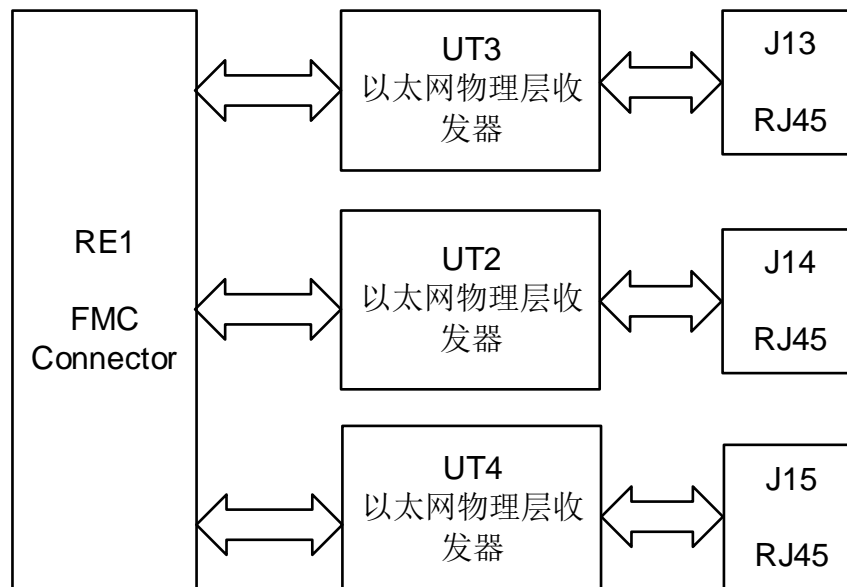 RE1
FMC
Connector
UT3
以太网物理层收
发器
J13
RJ45
UT2
以太网物理层收
发器
J14
RJ45
UT4
以太网物理层收
发器
J15
RJ45